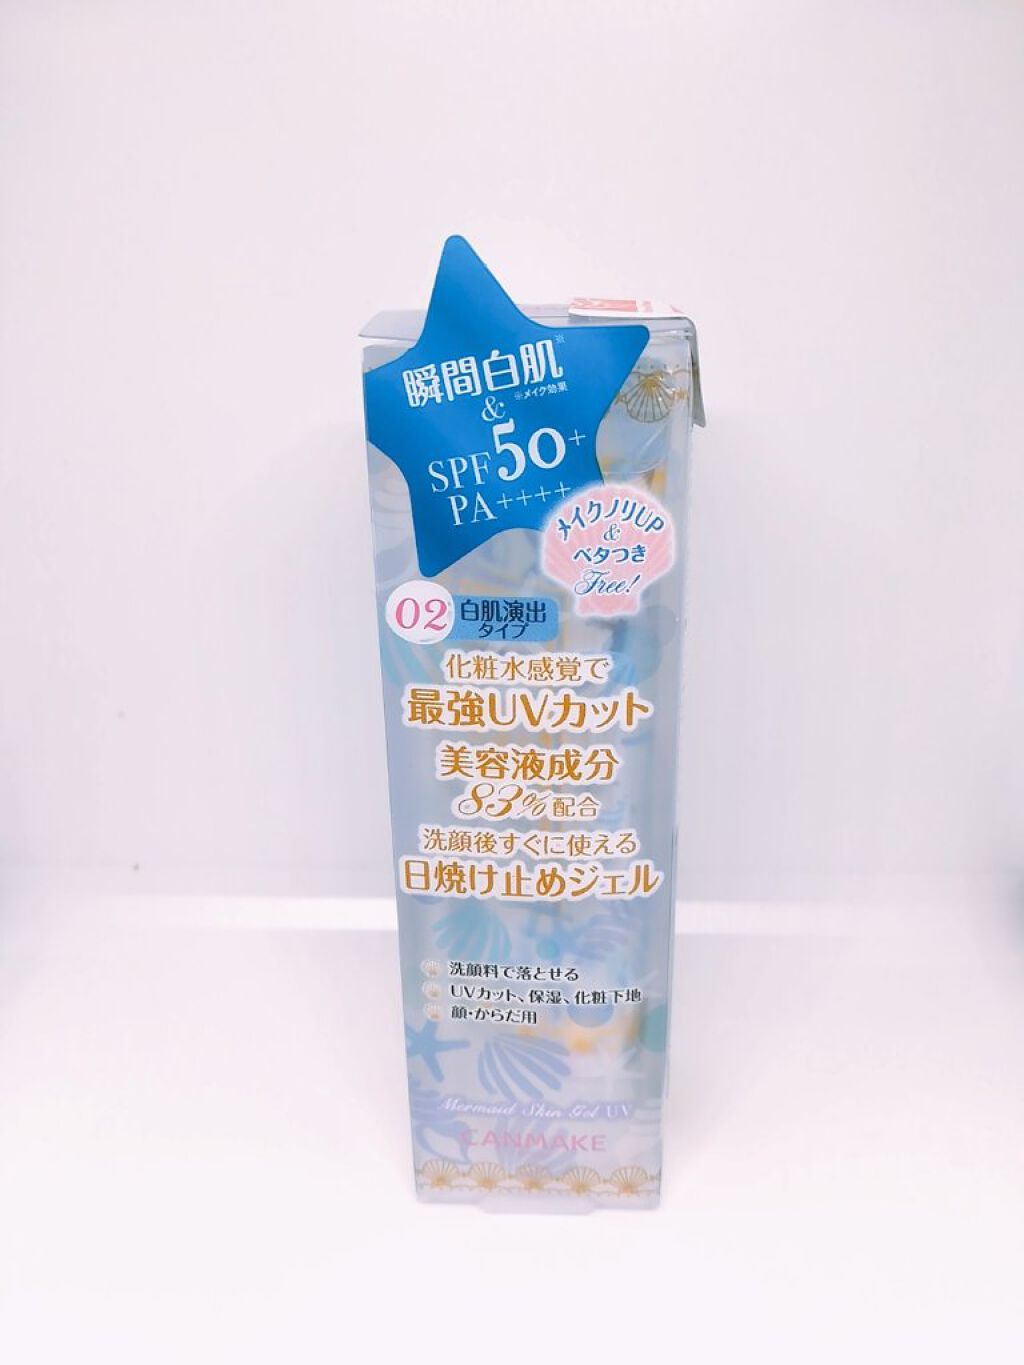 瞬間白肌※
※メイク効果
&
SPF50+
PA++++
メイクノリUP
&
ベタつき
Free!
02 白肌演出
タイプ
化粧水感覚で
最強UVカット
美容液成分
83%配合
洗顔後すぐに使える
日焼け止めジェル
洗顔料で落とせる
UVカット、保湿、化粧下地
顔・からだ用
Mermaid Skin Gel UV
CANMAKE